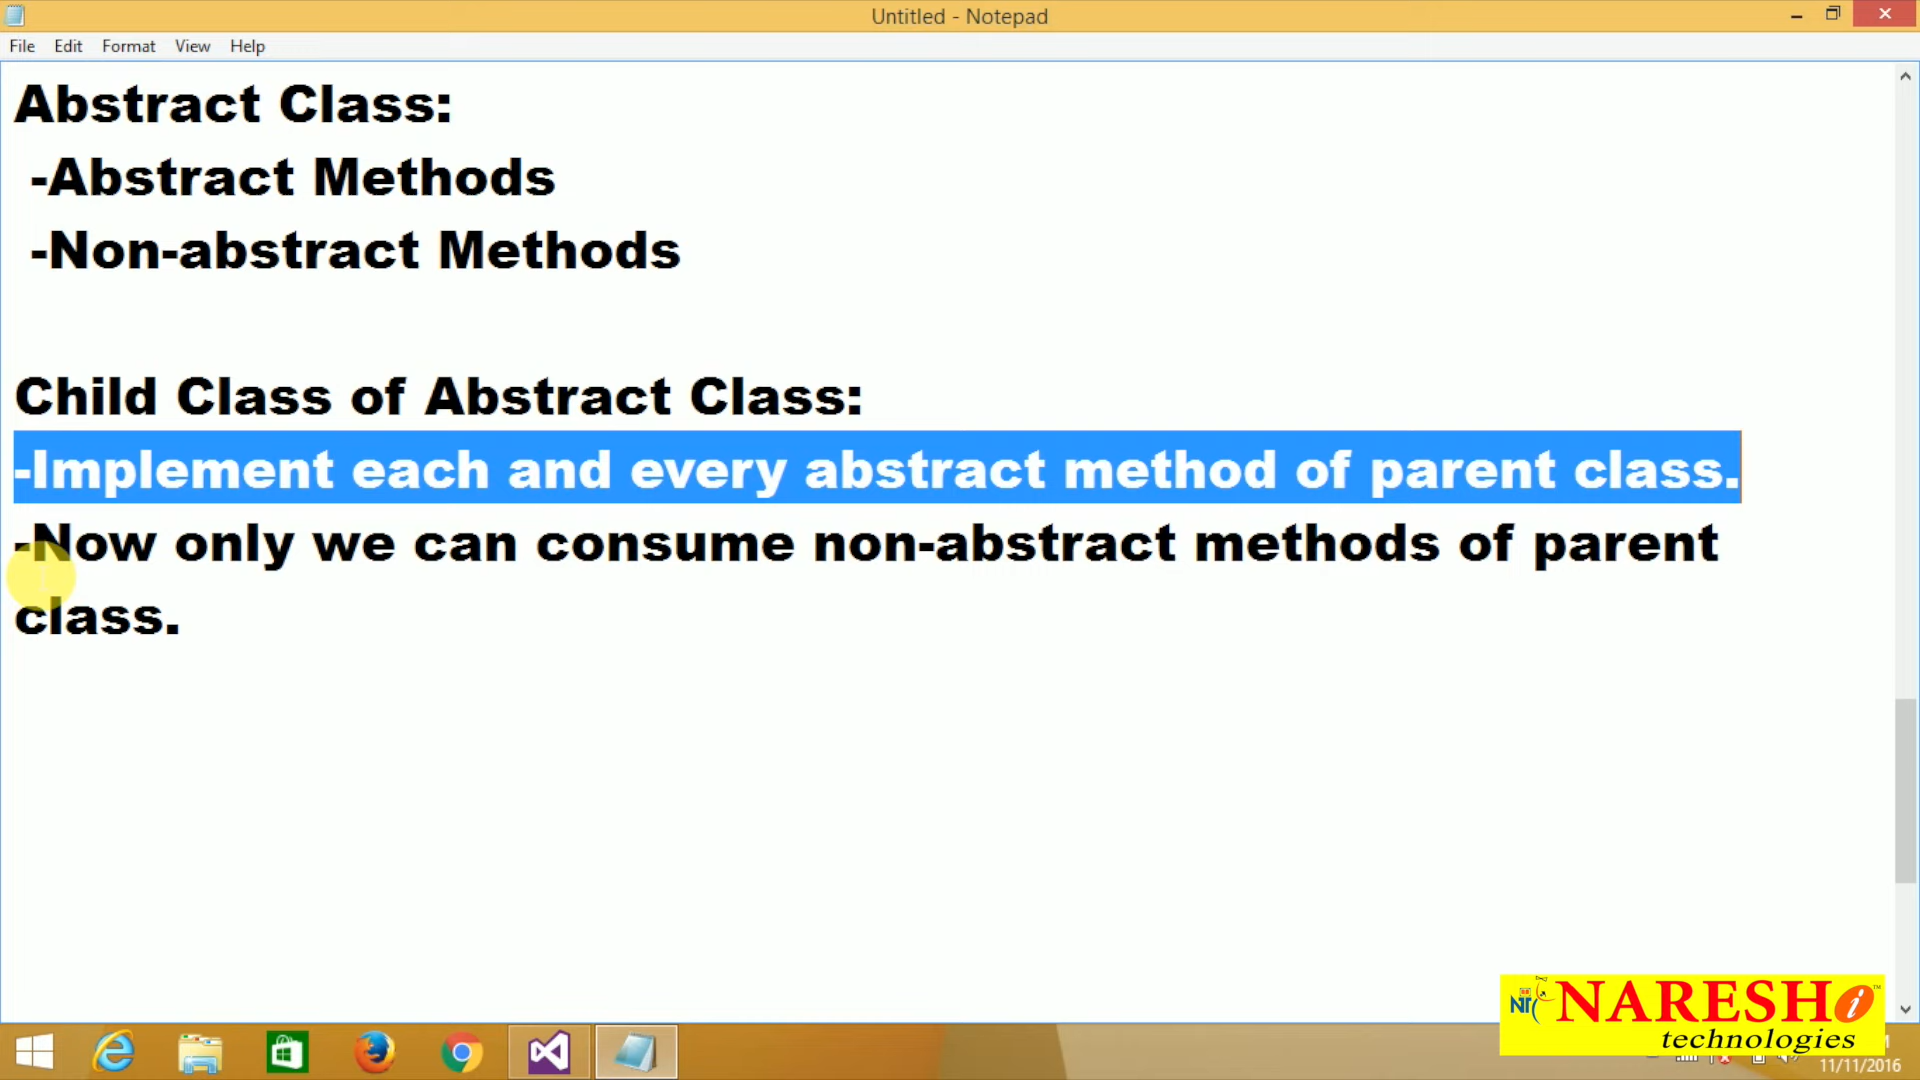 Untitled - Notepad
File Edit Format View Help
Abstract Class:
-Abstract Methods
-Non-abstract Methods
Child Class of Abstract Class:
-Implement each and every abstract method of parent class.
-Now only we can consume non-abstract methods of parent
class.
NARESH i
technologies
11/11/2016